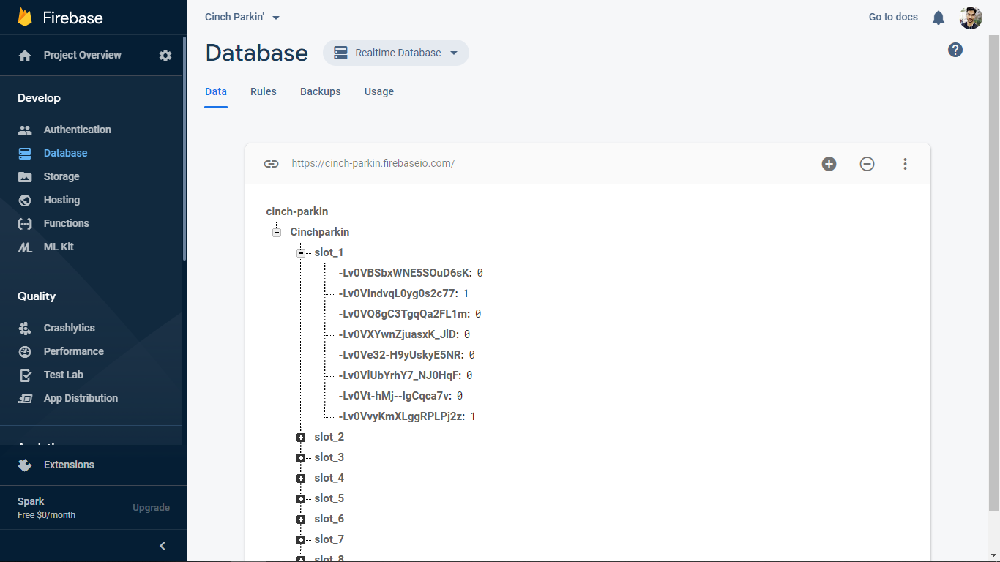 Firebase
Project Overview
Develop
Authentication
Database
Storage
Hosting
Functions
ML Kit
Quality
Crashlytics
Performance
Test Lab
App Distribution
Extensions
Spark
Free $0/month
Upgrade
Cinch Parkin'
Go to docs
Database
Realtime Database
Data Rules Backups Usage
https://cinch-parkin.firebaseio.com/
cinch-parkin
Cinchparkin
slot_1
-Lv0VBSbxWNE5SOuD6sK: 0
-Lv0VIndvqL0yg0s2c77: 1
-Lv0VQ8gC3TgqQa2FL1m: 0
-Lv0VXYwnZjuasxK_JlD: 0
-Lv0Ve32-H9yUskyE5NR: 0
-Lv0VlUbYrhY7_NJ0HqF: 0
-Lv0Vt-hMj--IgCqca7v: 0
-Lv0VvyKmXLggRPLPj2z: 1
slot_2
slot_3
slot_4
slot_5
slot_6
slot_7
slot_8